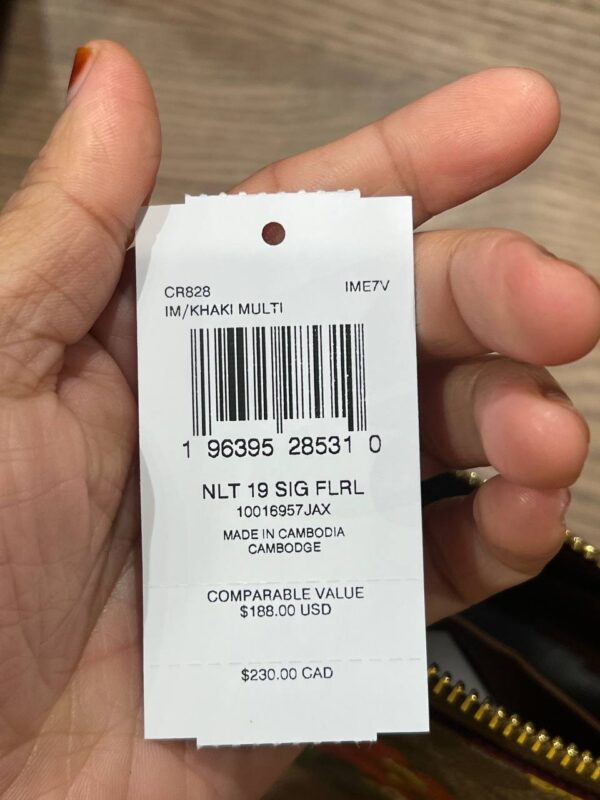 CR828 IME7V
IM/KHAKI MULTI
1 96395 28531 0
NLT 19 SIG FLRL
10016957JAX
MADE IN CAMBODIA
CAMBODGE
COMPARABLE VALUE
$188.00 USD
$230.00 CAD